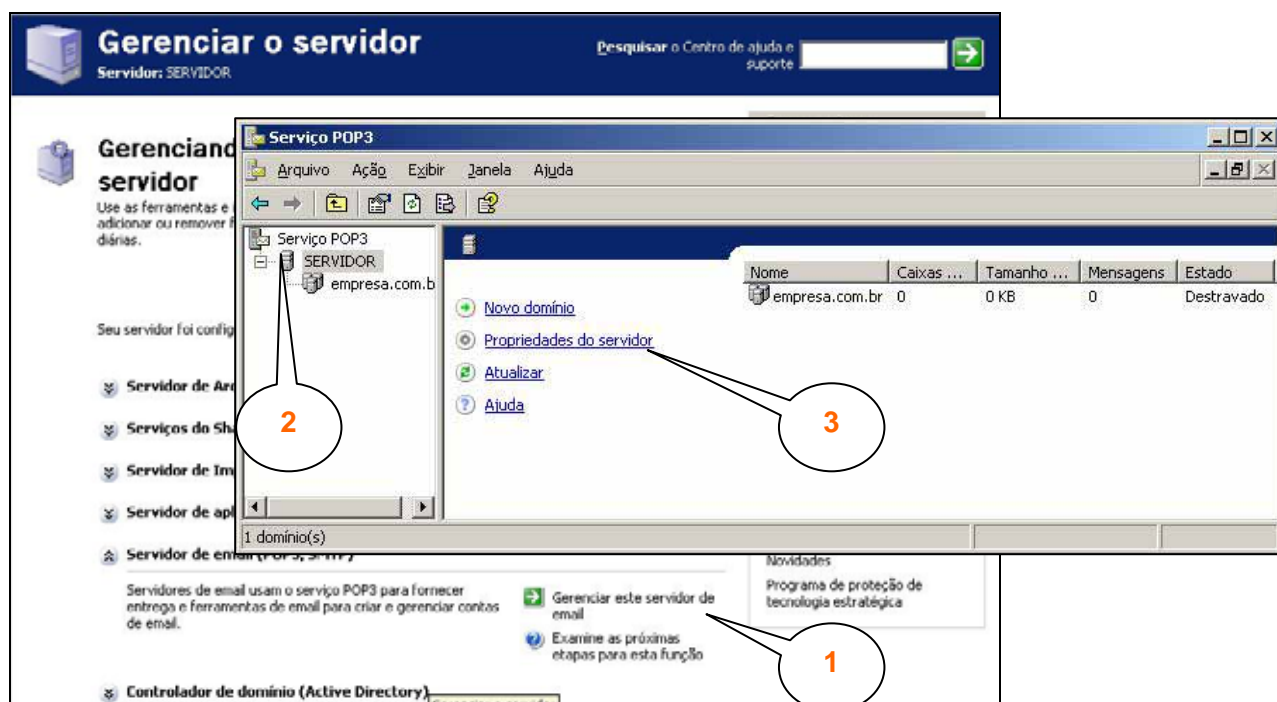 Gerenciar o servidor
Servidor: SERVIDOR
Pesquisar o Centro de ajuda e
suporte
Gerenciand
servidor
Use as ferramentas e
adicionar ou remover f
diárias.
Seu servidor foi config
Servidor de Arq
Serviços do Sha
Servidor de Im
Servidor de apl
Servidor de email (POP3, SMTP)
Servidores de email usam o serviço POP3 para fornecer
entrega e ferramentas de email para criar e gerenciar contas
de email.
Gerenciar este servidor de
email
Examine as próximas
etapas para esta função
Controlador de domínio (Active Directory)
Novidades
Programa de proteção de
tecnologia estratégica
Serviço POP3
Arquivo Ação Exibir Janela Ajuda
Serviço POP3
SERVIDOR
empresa.com.b
Novo domínio
Propriedades do servidor
Atualizar
Ajuda
Nome Caixas ... Tamanho ... Mensagens Estado
empresa.com.br 0 0 KB 0 Destravado
1 domínio(s)
2
3
1